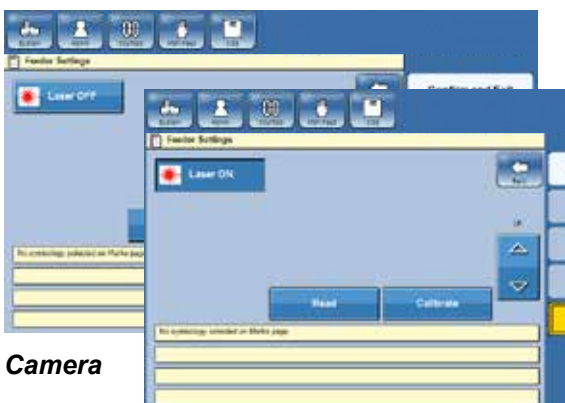 Feeder Settings
Laser OFF
Confirm and Exit
No symbology selected on Marks page
Feeder Settings
Laser ON
Back
Read
Calibrate
No symbology selected on Marks page
Camera